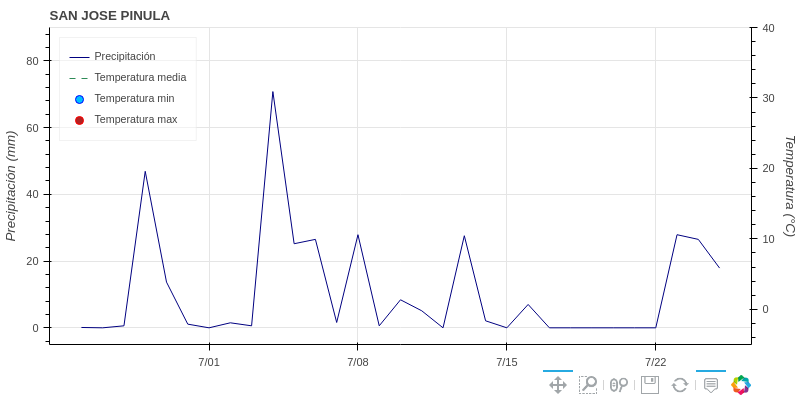 SAN JOSE PINULA
Precipitación
Temperatura media
Temperatura min
Temperatura max
Precipitación (mm)
80
60
40
20
0
Temperatura (°C)
40
30
20
10
0
7/01
7/08
7/15
7/22